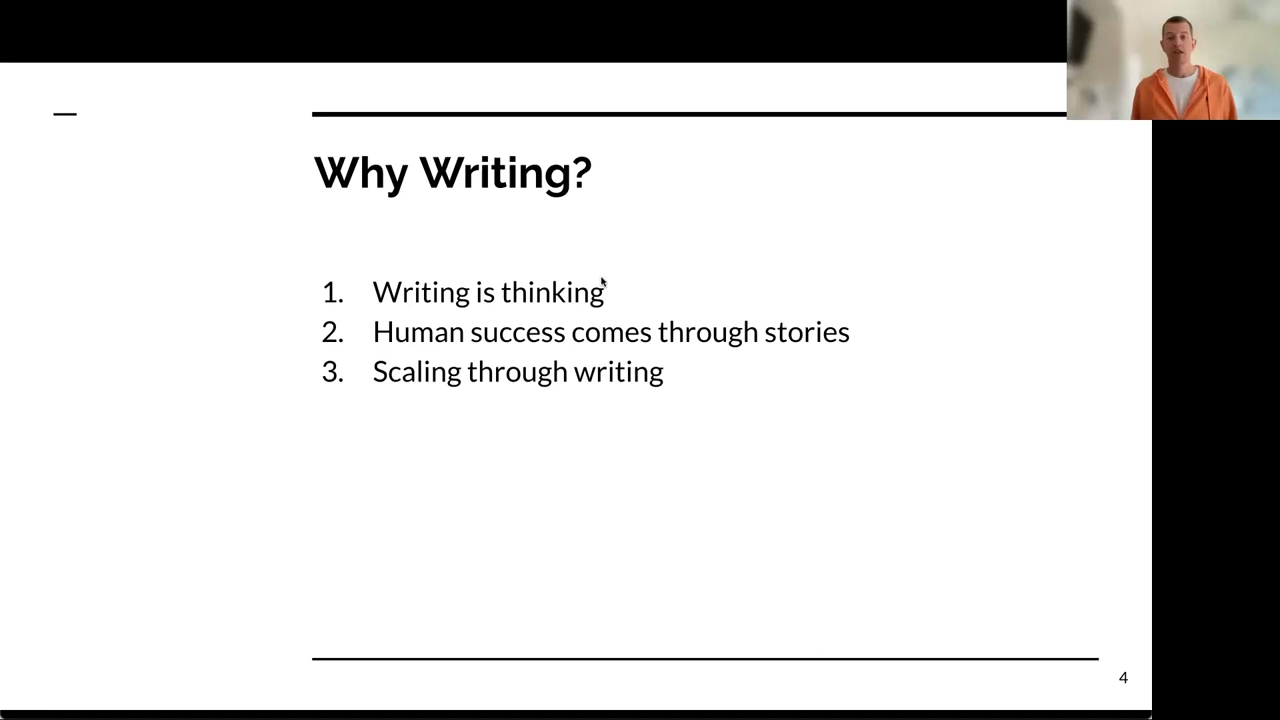 Why Writing?
1. Writing is thinking
2. Human success comes through stories
3. Scaling through writing
4